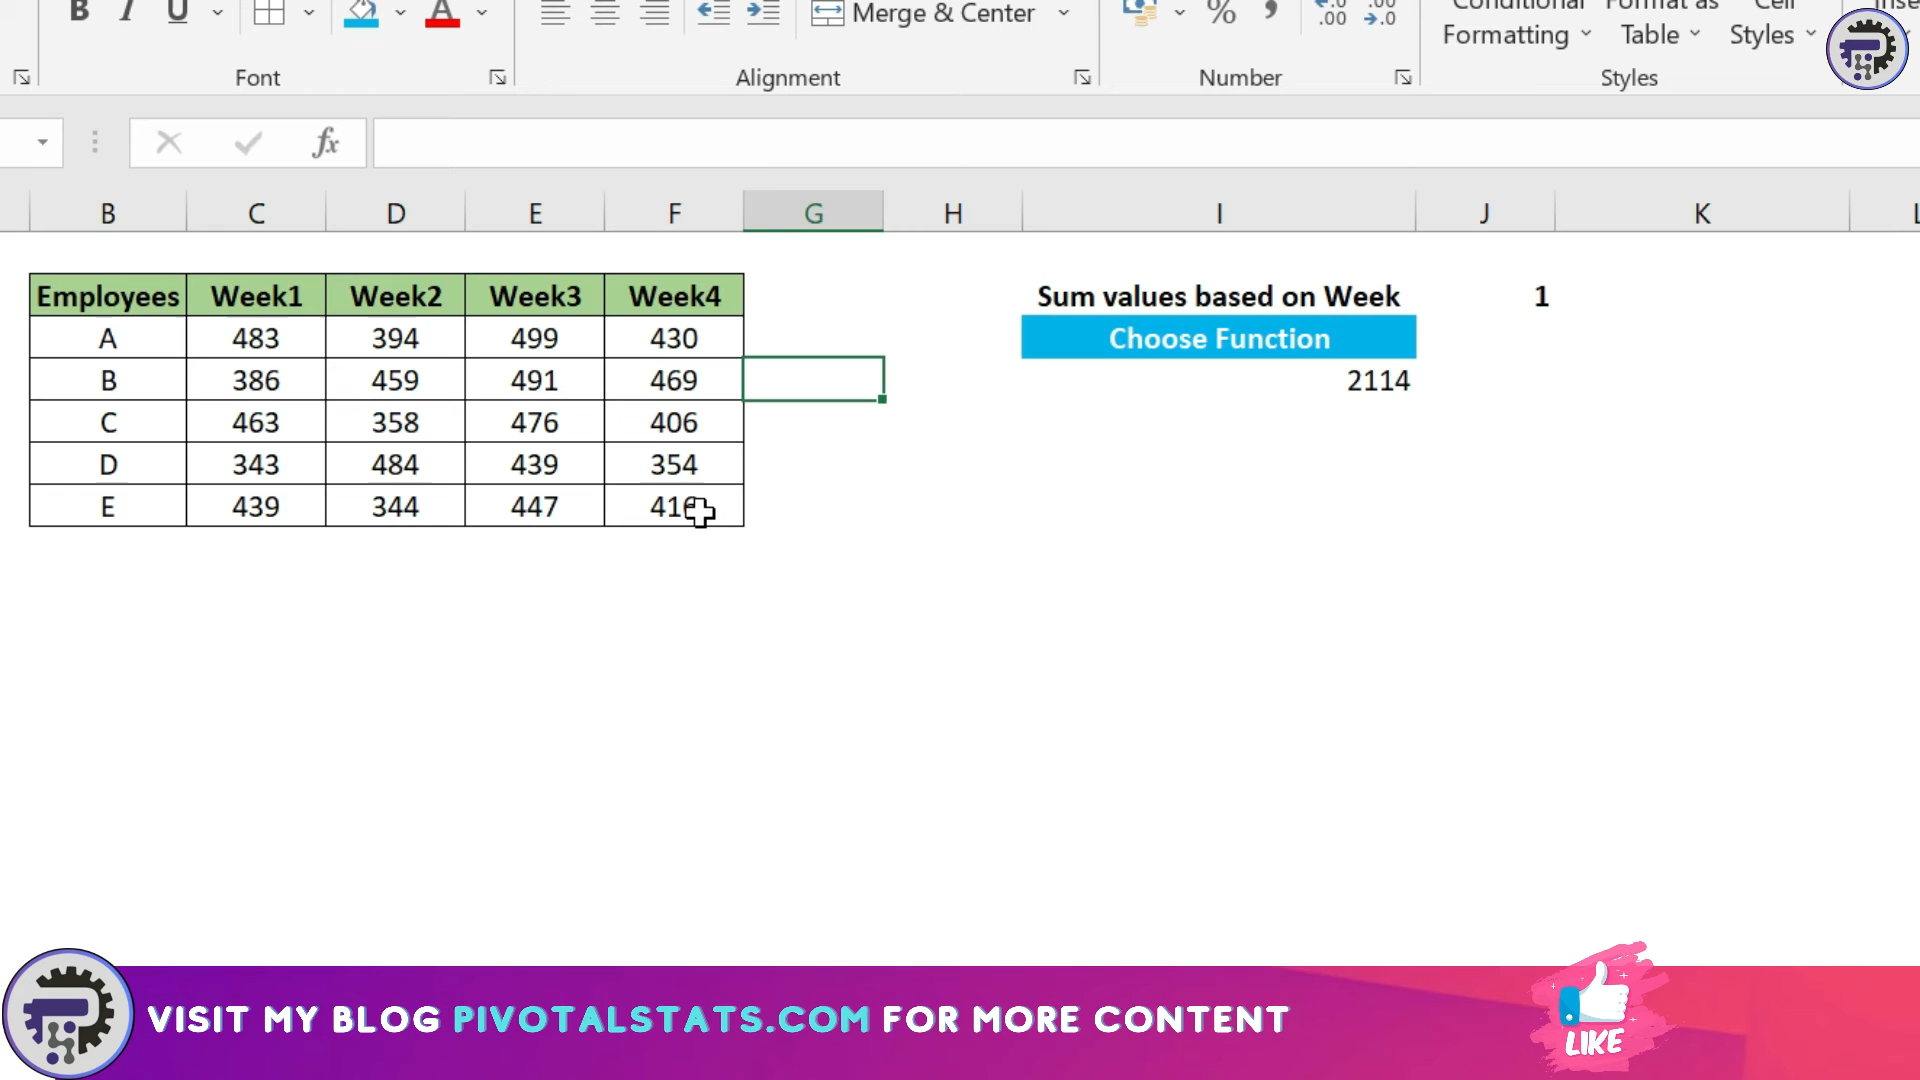 B I U A
Merge & Center
% , .00 .00 .0
Conditional Format as Cell
Formatting Table Styles
Font Alignment Number Styles
fx
B C D E F G H I J K
Employees Week1 Week2 Week3 Week4
Sum values based on Week 1
A 483 394 499 430
Choose Function
B 386 459 491 469
2114
C 463 358 476 406
D 343 484 439 354
E 439 344 447
VISIT MY BLOG PIVOTALSTATS.COM FOR MORE CONTENT
LIKE